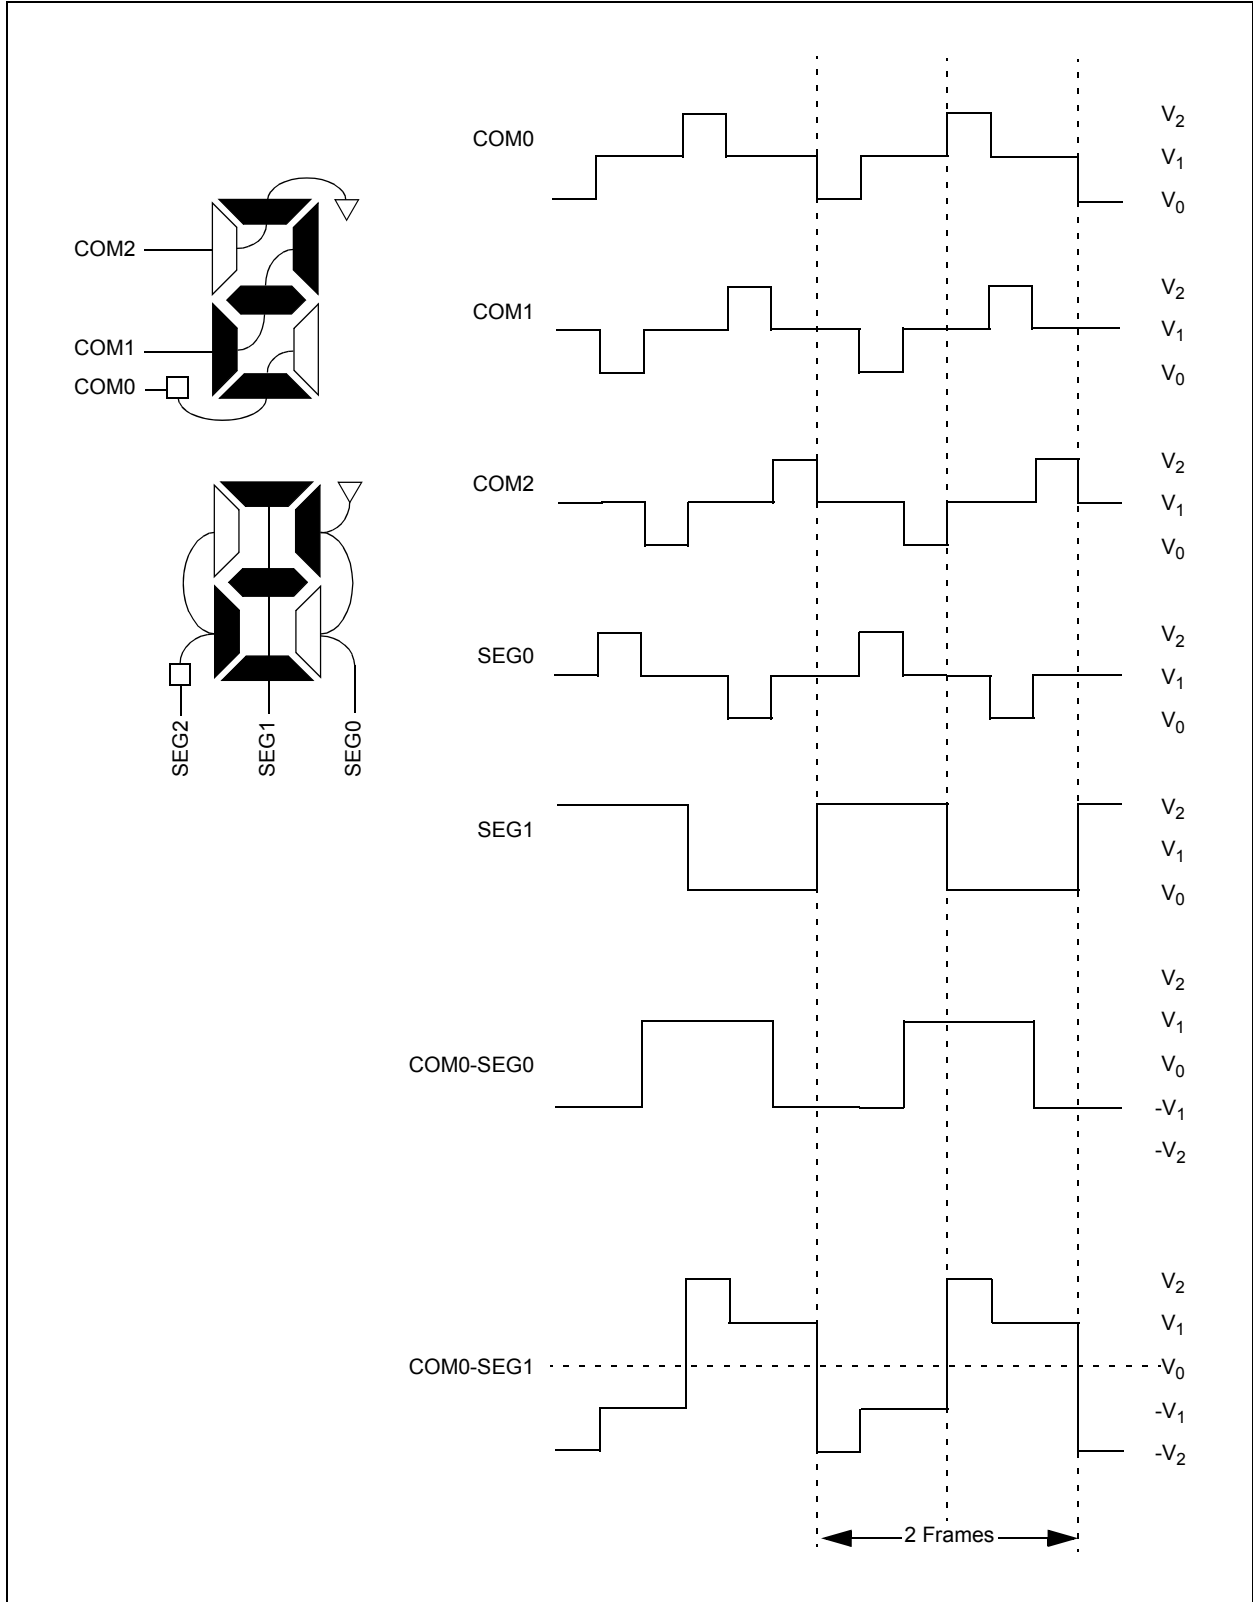 COM2
COM1
COM0
SEG2
SEG1
SEG0
COM0
V2
V1
V0
COM1
V2
V1
V0
COM2
V2
V1
V0
SEG0
V2
V1
V0
SEG1
V2
V1
V0
COM0-SEG0
V2
V1
V0
-V1
-V2
COM0-SEG1
V2
V1
V0
-V1
-V2
2 Frames